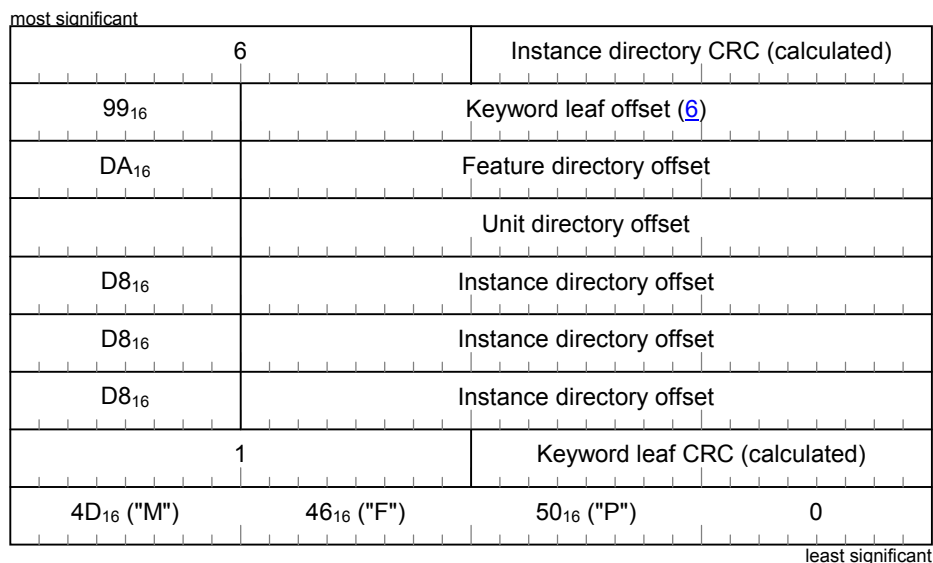 most significant
6 Instance directory CRC (calculated)
99₁₆ Keyword leaf offset (6)
DA₁₆ Feature directory offset
Unit directory offset
D8₁₆ Instance directory offset
D8₁₆ Instance directory offset
D8₁₆ Instance directory offset
1 Keyword leaf CRC (calculated)
4D₁₆ ("M") 46₁₆ ("F") 50₁₆ ("P") 0
least significant